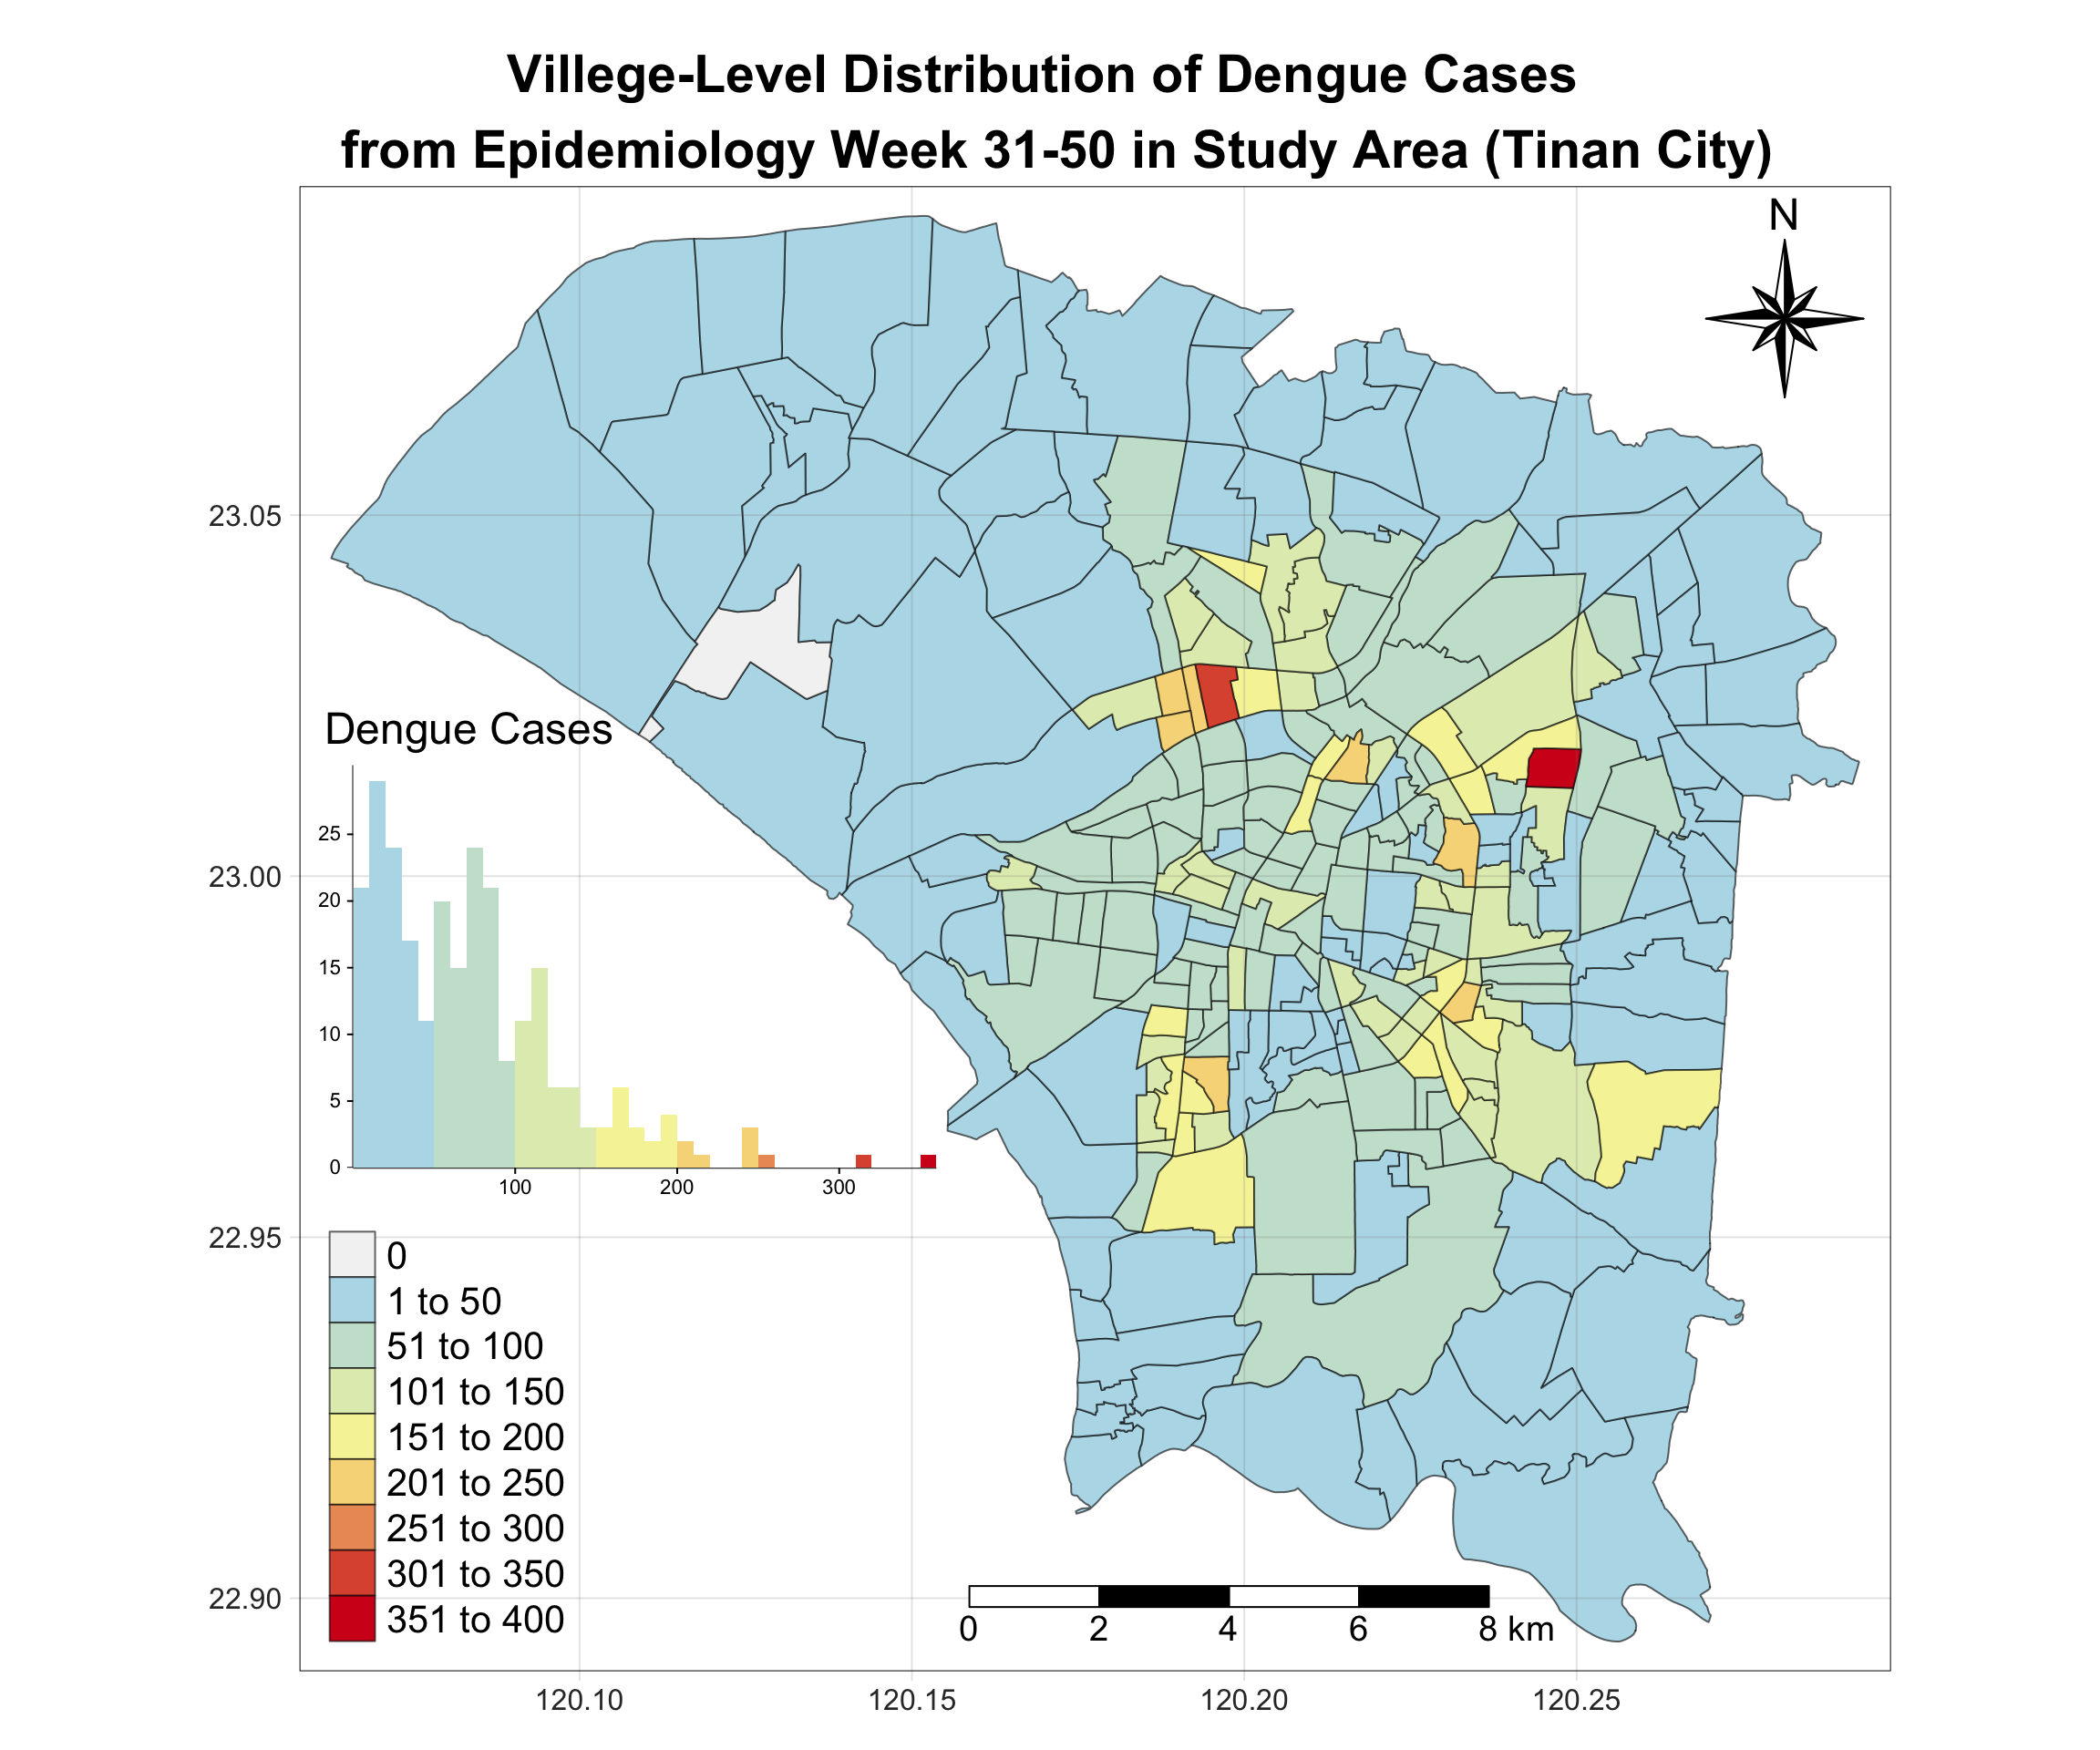 Villege-Level Distribution of Dengue Cases
from Epidemiology Week 31-50 in Study Area (Tinan City)
N
23.05
23.00
22.95
22.90
Dengue Cases
25
20
15
10
5
0
100 200 300
0
1 to 50
51 to 100
101 to 150
151 to 200
201 to 250
251 to 300
301 to 350
351 to 400
0 2 4 6 8 km
120.10 120.15 120.20 120.25